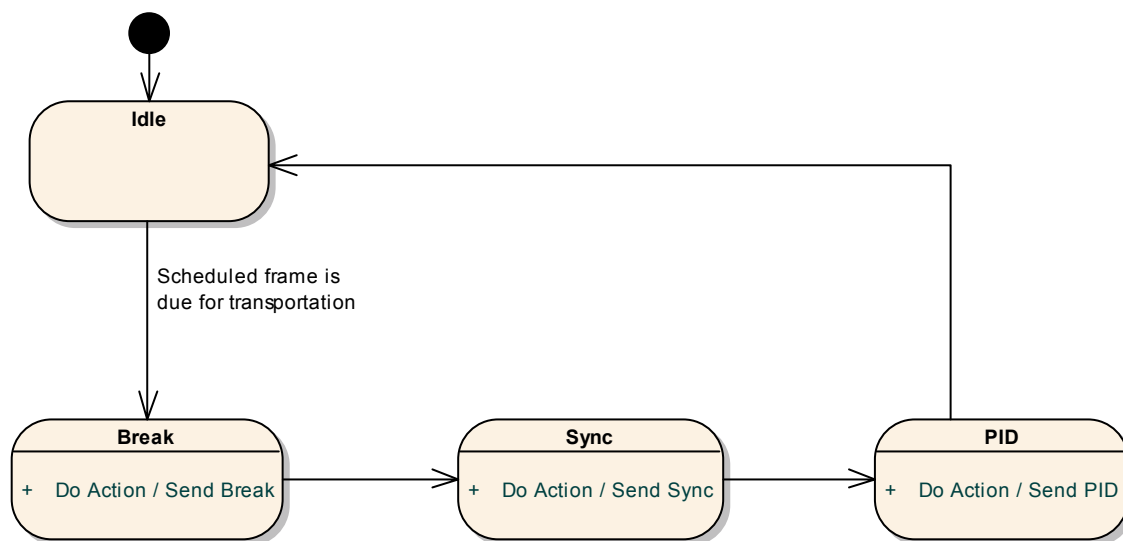 Idle
Scheduled frame is
due for transportation
Break
+ Do Action / Send Break
Sync
+ Do Action / Send Sync
PID
+ Do Action / Send PID